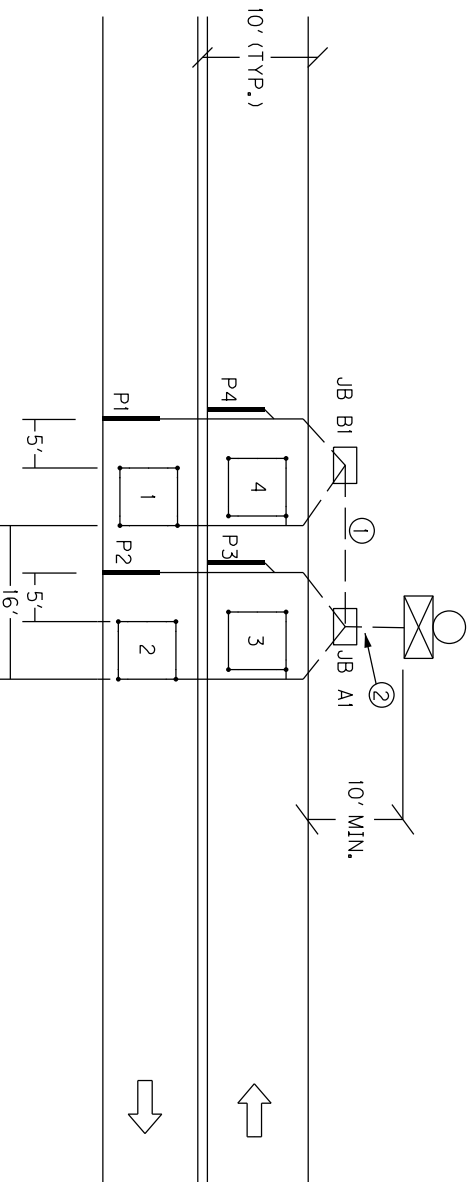 10' (TYP.)
JB B1
P4
P1
5'
4
1
①
16'
P3
P2
5'
3
2
JB A1
②
10' MIN.